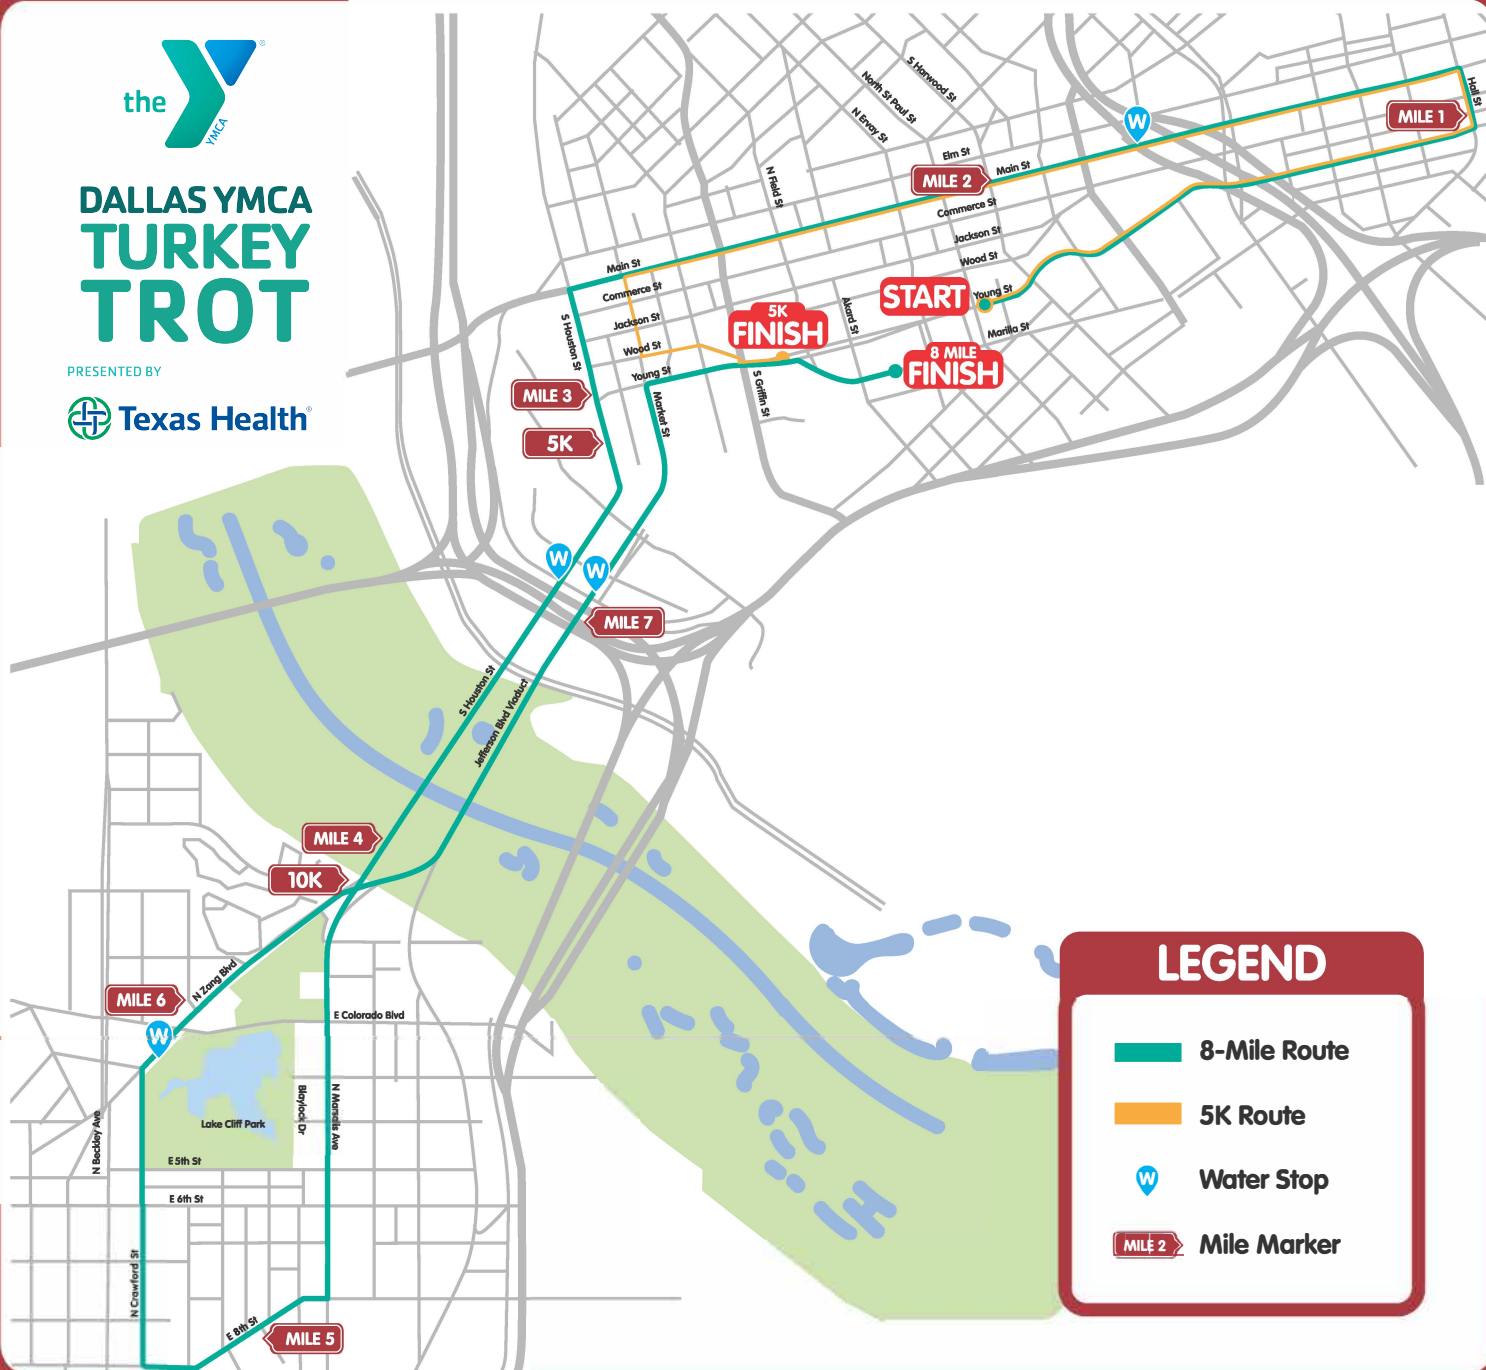 the
YMCA
®
DALLAS YMCA
TURKEY
TROT
PRESENTED BY
Texas Health®
S Harwood St
North St Paul St
N Ervay St
Elm St
Main St
N Field St
Commerce St
Jackson St
Wood St
Young St
Marilla St
Akard St
Hall St
MILE 1
W
MILE 2
START
5K
FINISH
8 MILE
FINISH
Main St
Commerce St
Jackson St
Wood St
Young St
S Houston St
Market St
S Griffin St
MILE 3
5K
W
W
MILE 7
S Houston St
Jefferson Blvd Viaduct
MILE 4
10K
N Zang Blvd
MILE 6
W
E Colorado Blvd
N Beckley Ave
Blaylock Dr
N Marsalis Ave
Lake Cliff Park
E 5th St
E 6th St
N Crawford St
E 8th St
MILE 5
LEGEND
8-Mile Route
5K Route
W Water Stop
MILE 2 Mile Marker